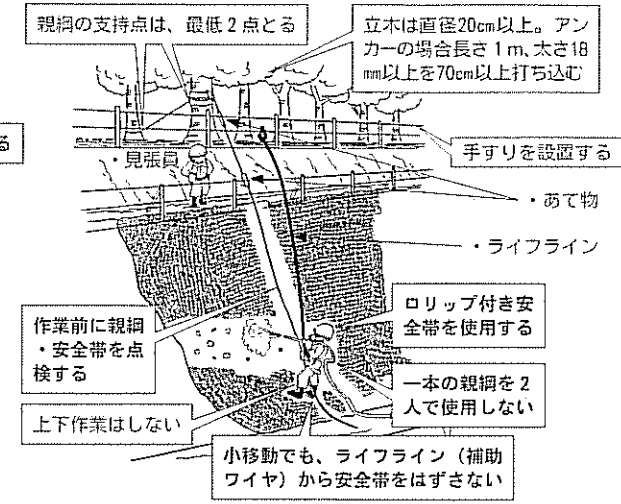 親綱の支持点は、最低2点とる
立木は直径20cm以上。アン
カーの場合長さ1m、太さ18
mm以上を70cm以上打ち込む
る
・見張員
手すりを設置する
・あて物
・ライフライン
作業前に親綱
・安全帯を点
検する
ロリップ付き安
全帯を使用する
一本の親綱を2
人で使用しない
上下作業はしない
小移動でも、ライフライン（補助
ワイヤ）から安全帯をはずさない